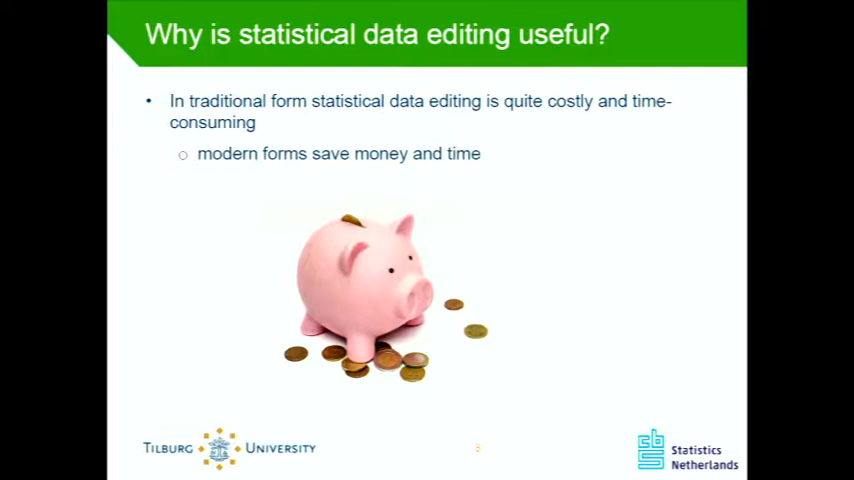 Why is statistical data editing useful?
• In traditional form statistical data editing is quite costly and time-
consuming
○ modern forms save money and time
TILBURG UNIVERSITY
cbs Statistics
Netherlands